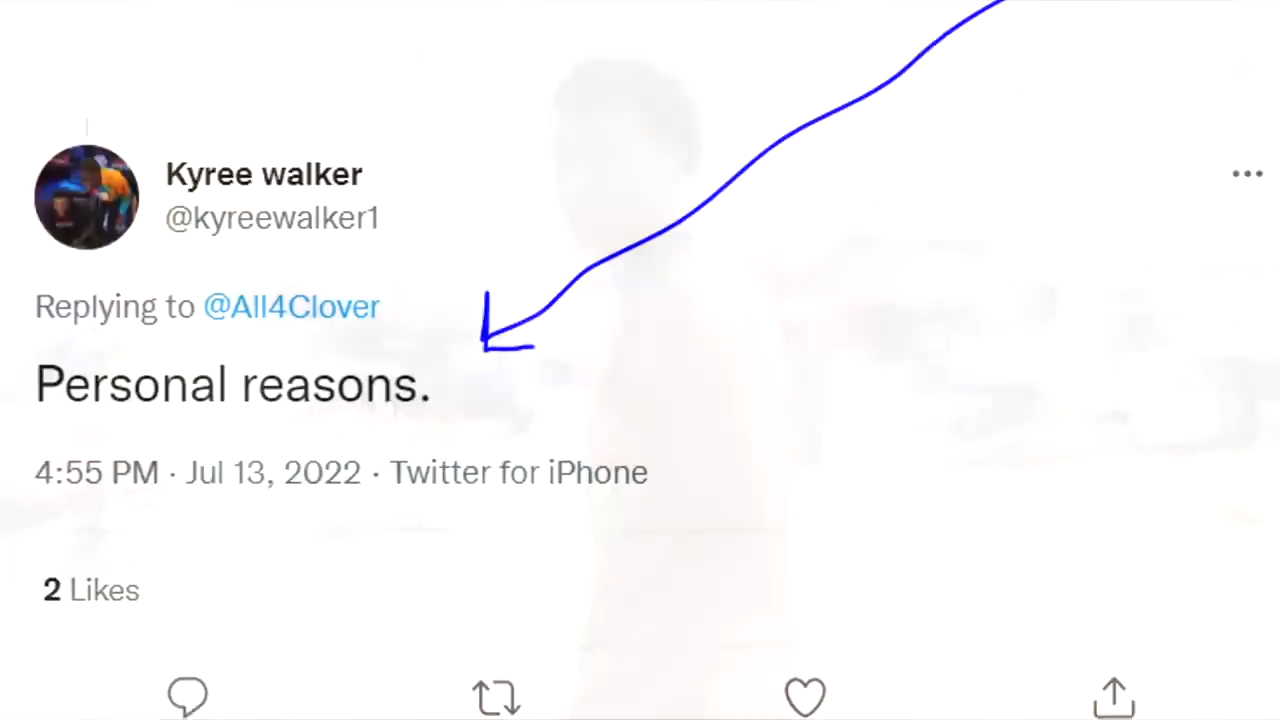 Kyree walker
@kyreewalker1
Replying to @All4Clover
Personal reasons.
4:55 PM · Jul 13, 2022 · Twitter for iPhone
2 Likes